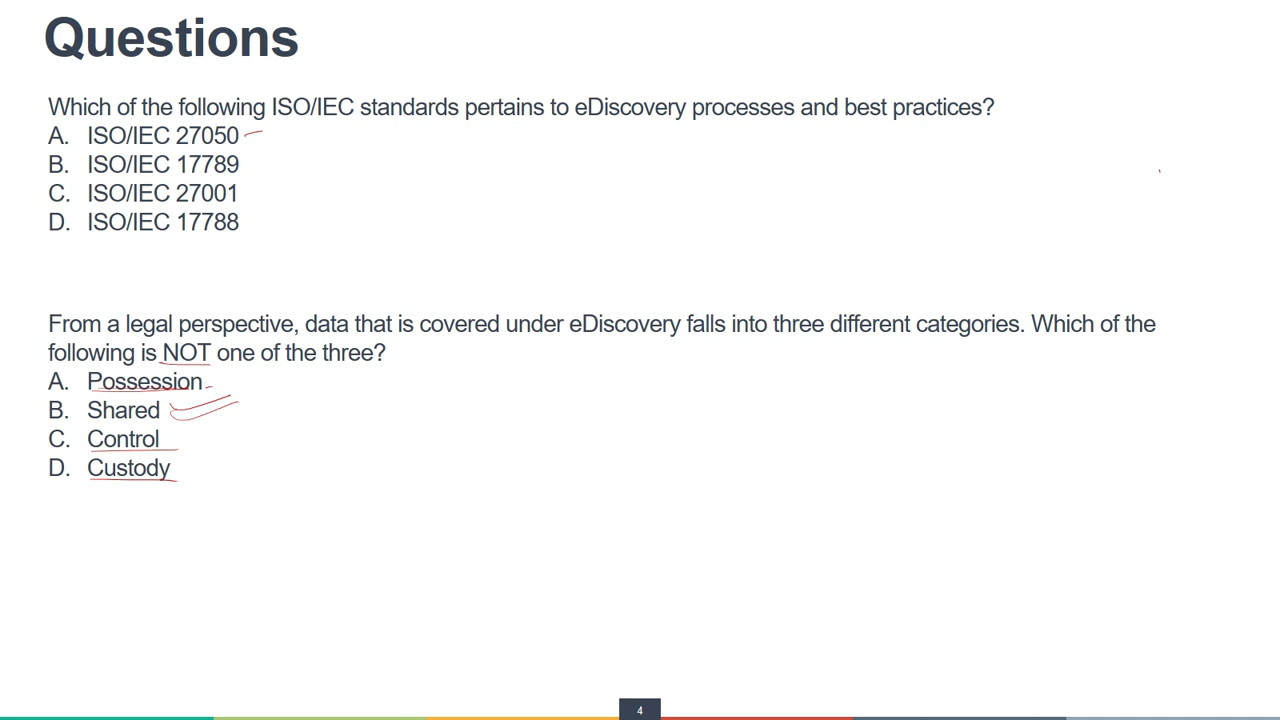 Questions
Which of the following ISO/IEC standards pertains to eDiscovery processes and best practices?
A. ISO/IEC 27050
B. ISO/IEC 17789
C. ISO/IEC 27001
D. ISO/IEC 17788
From a legal perspective, data that is covered under eDiscovery falls into three different categories. Which of the
following is NOT one of the three?
A. Possession
B. Shared
C. Control
D. Custody
4